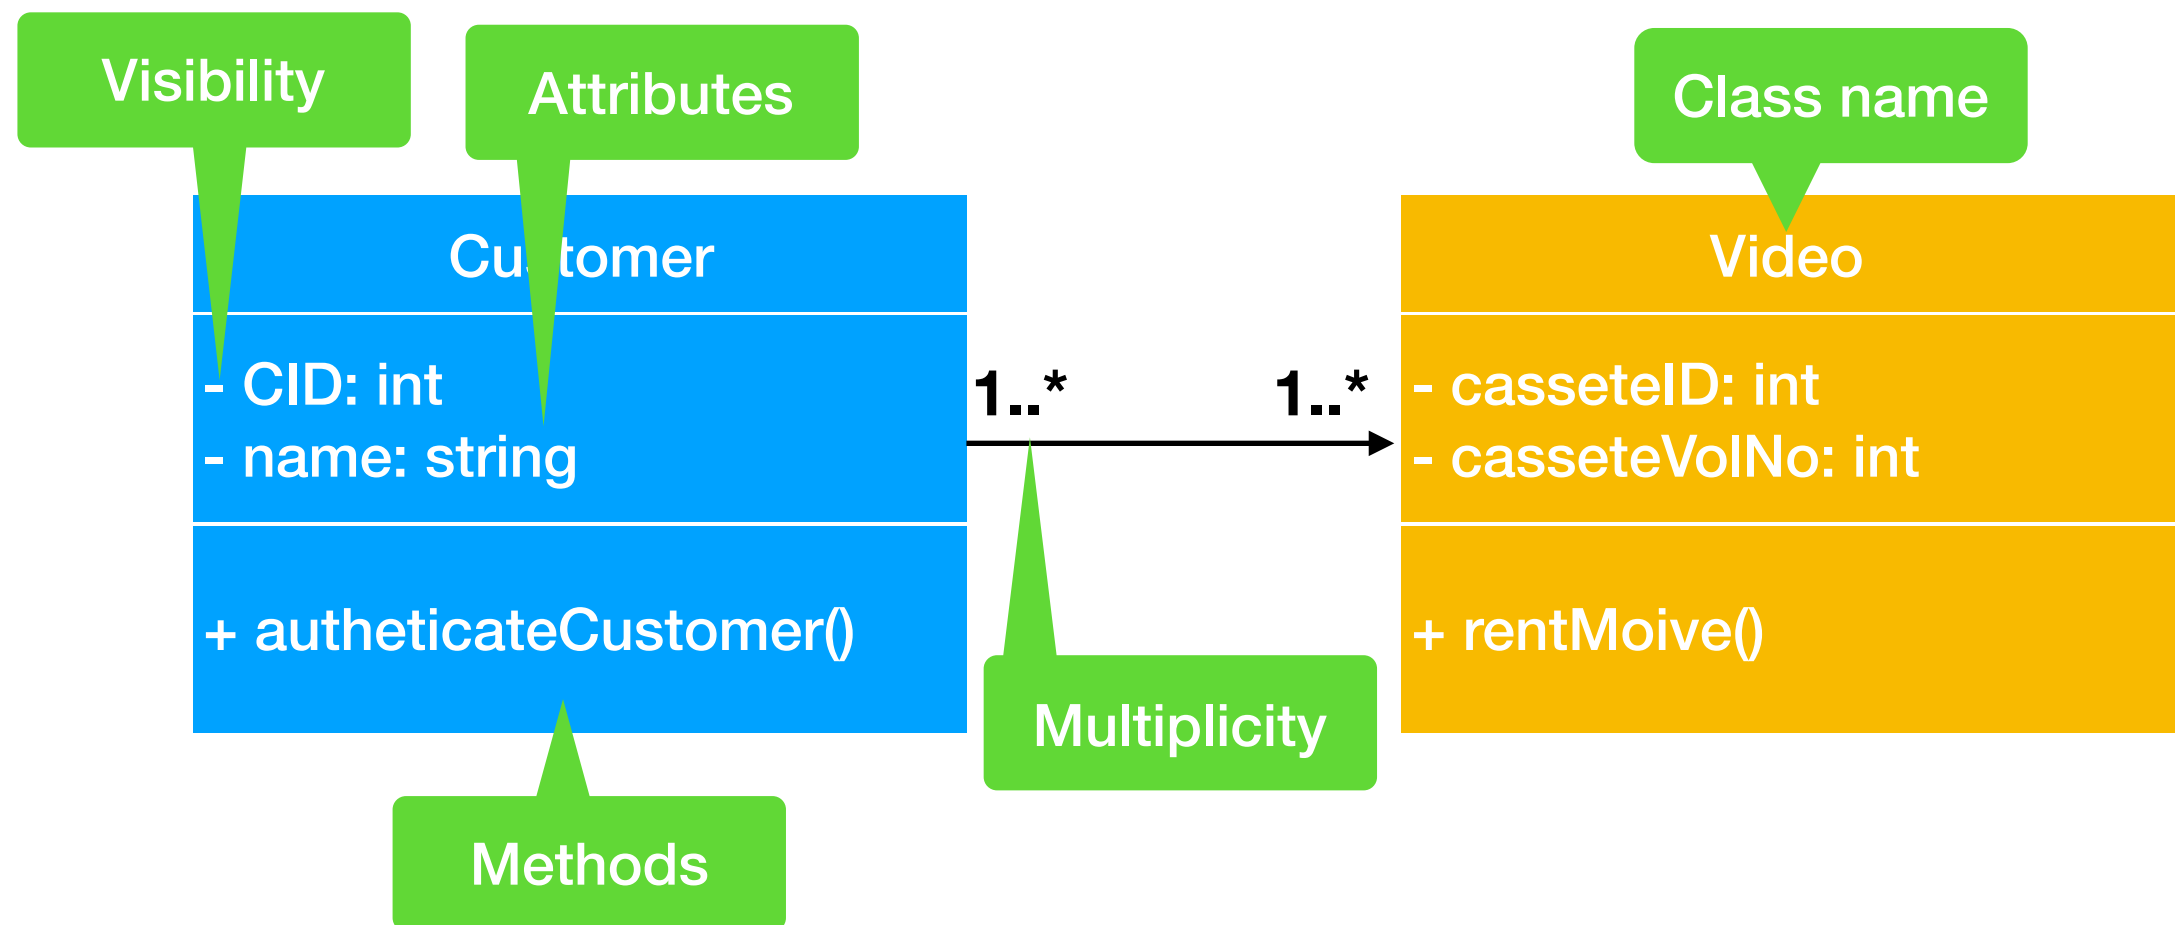 Visibility
Attributes
Class name
Customer
Video
- CID: int
- name: string
1..*
1..*
- casseteID: int
- casseteVolNo: int
+ autheticateCustomer()
+ rentMoive()
Multiplicity
Methods